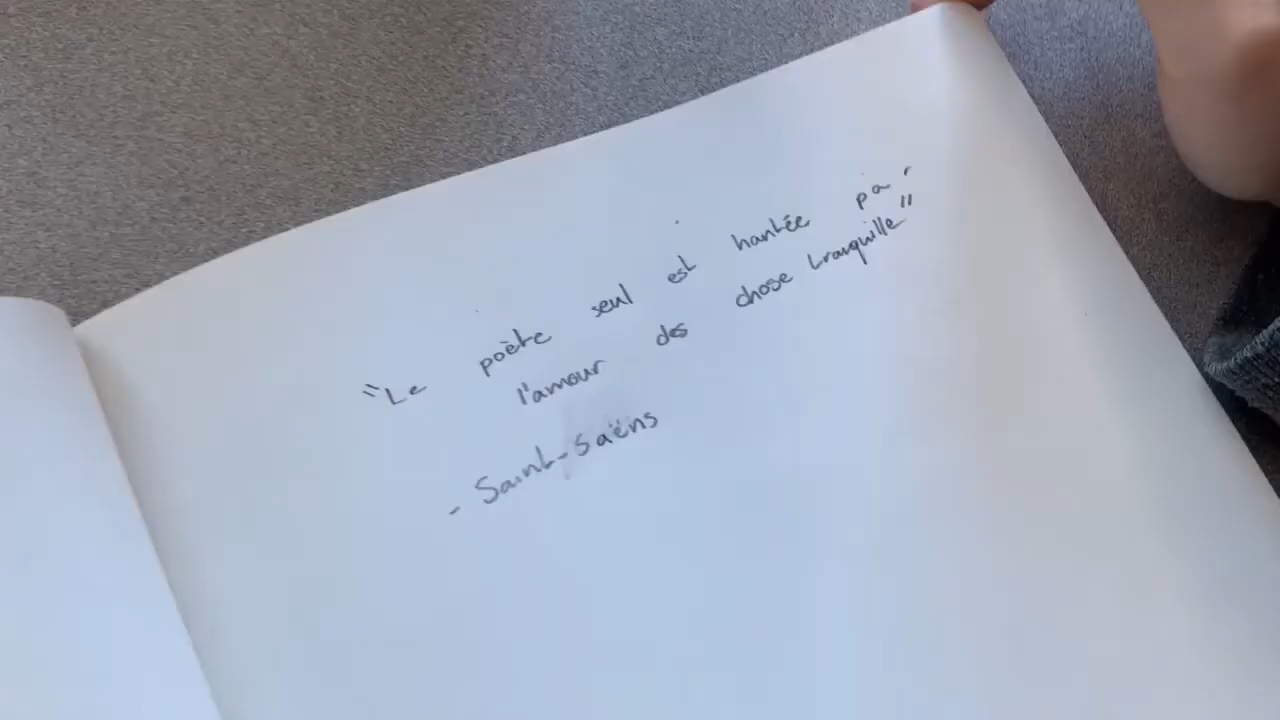 "Le poète seul est hantée par
l'amour des chose tranquille"
- Saint-Saëns